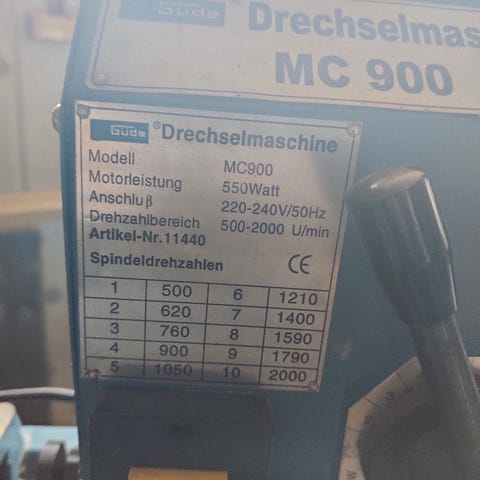 Güde ® Drechselmas
MC 900
Güde ® Drechselmaschine
Modell MC900
Motorleistung 550Watt
Anschluβ 220-240V/50Hz
Drehzahlbereich 500-2000 U/min
Artikel-Nr.11440
Spindeldrehzahlen CE
1 500 6 1210
2 620 7 1400
3 760 8 1590
4 900 9 1790
5 1050 10 2000